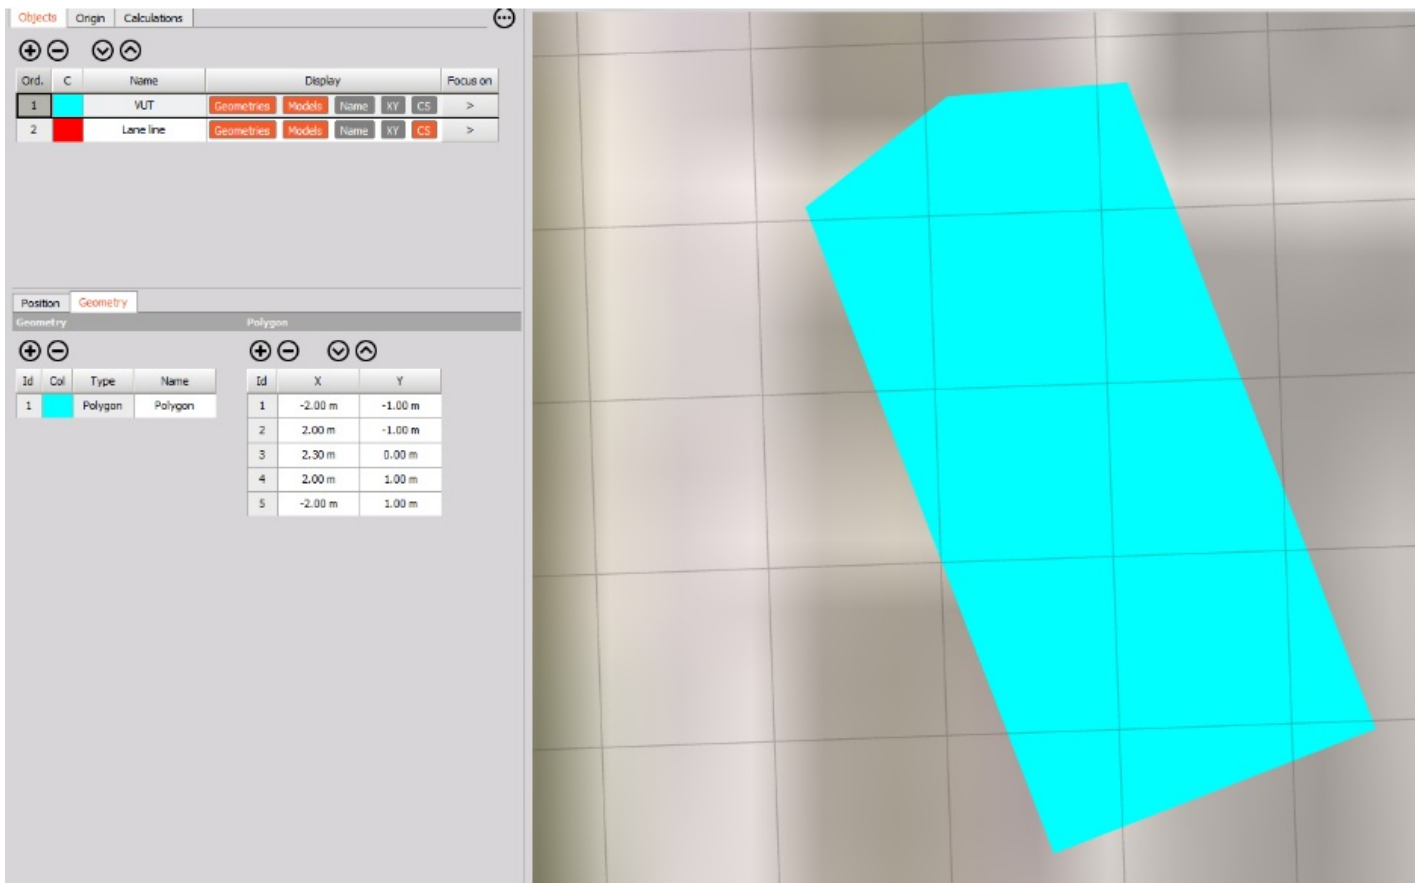 Objects Origin Calculations
Ord. C Name Display Focus on
1 VUT Geometries Models Name XY CS >
2 Lane line Geometries Models Name XY CS >
Position Geometry
Geometry Polygon
Id Col Type Name Id X Y
1 Polygon Polygon 1 -2.00 m -1.00 m
2 2.00 m -1.00 m
3 2.30 m 0.00 m
4 2.00 m 1.00 m
5 -2.00 m 1.00 m